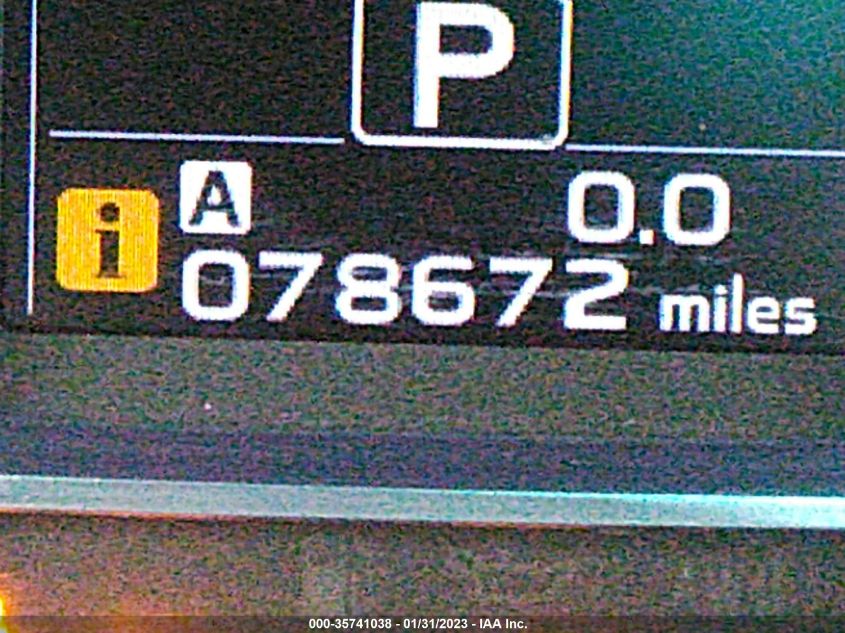 P
A 0.0
i 078672 miles
000-35741038 - 01/31/2023 - IAA Inc.